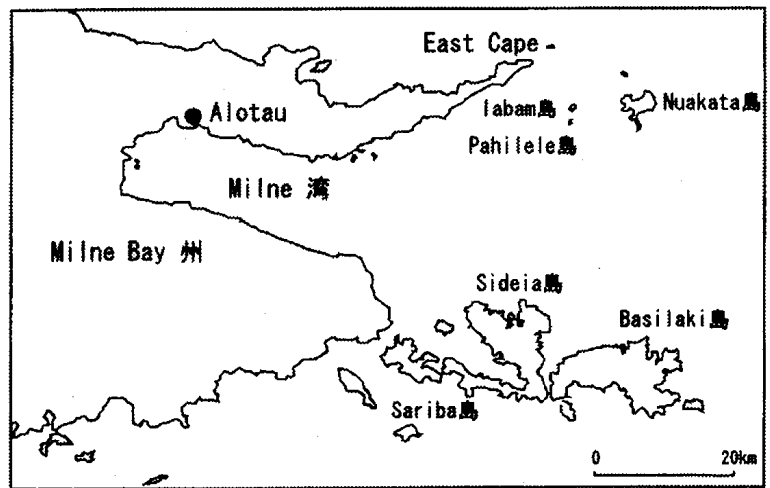 East Cape
Alotau
Iabam島
Nuakata島
Pahilele島
Milne 湾
Milne Bay 州
Sideia島
Basilaki島
Sariba島
0 20km